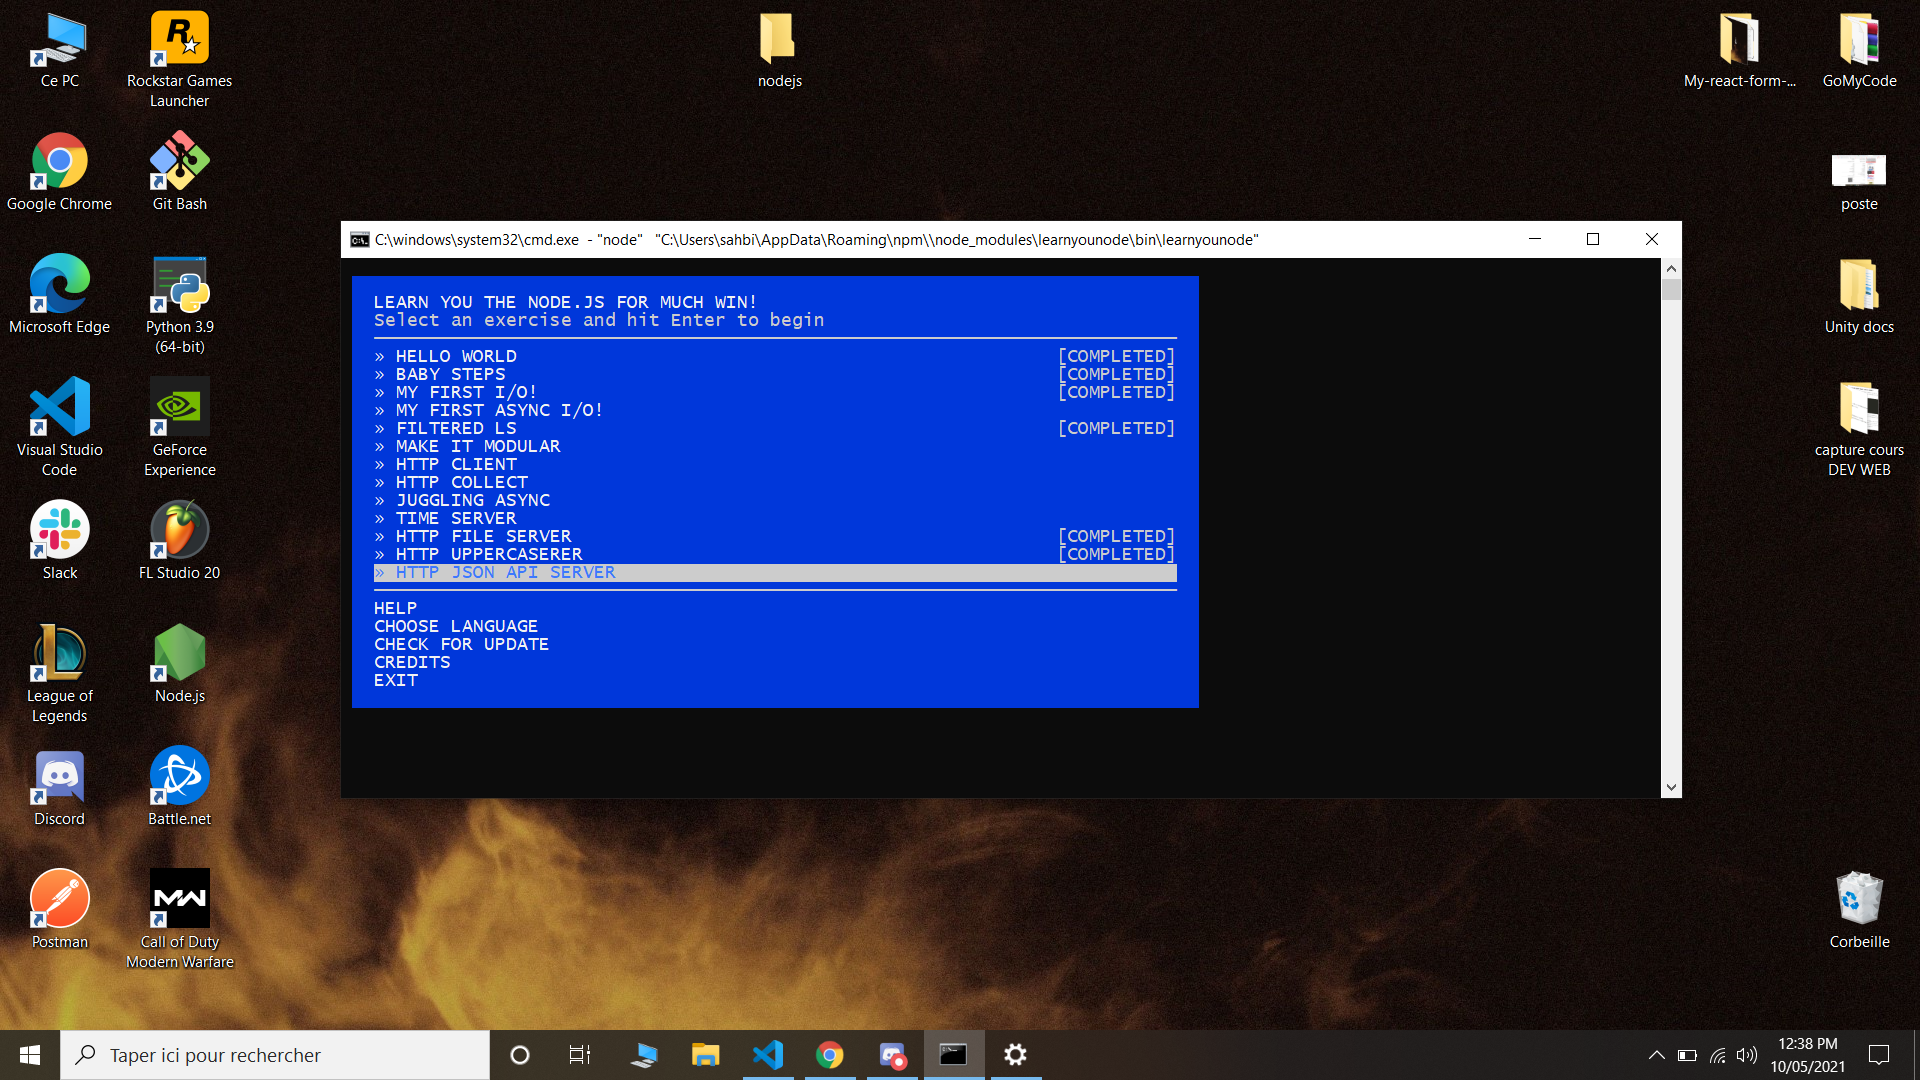 Ce PC
Rockstar Games
Launcher
nodejs
My-react-form-...
GoMyCode
Google Chrome
Git Bash
poste
C:\windows\system32\cmd.exe - "node" "C:\Users\sahbi\AppData\Roaming\npm\\node_modules\learnyounode\bin\learnyounode"
LEARN YOU THE NODE.JS FOR MUCH WIN!
Select an exercise and hit Enter to begin
» HELLO WORLD [COMPLETED]
» BABY STEPS [COMPLETED]
» MY FIRST I/O! [COMPLETED]
» MY FIRST ASYNC I/O!
» FILTERED LS [COMPLETED]
» MAKE IT MODULAR
» HTTP CLIENT
» HTTP COLLECT
» JUGGLING ASYNC
» TIME SERVER
» HTTP FILE SERVER [COMPLETED]
» HTTP UPPERCASERER [COMPLETED]
» HTTP JSON API SERVER
HELP
CHOOSE LANGUAGE
CHECK FOR UPDATE
CREDITS
EXIT
Microsoft Edge
Python 3.9
(64-bit)
Unity docs
Visual Studio
Code
GeForce
Experience
capture cours
DEV WEB
Slack
FL Studio 20
League of
Legends
Node.js
Discord
Battle.net
Postman
Call of Duty
Modern Warfare
Corbeille
Taper ici pour rechercher
12:38 PM
10/05/2021